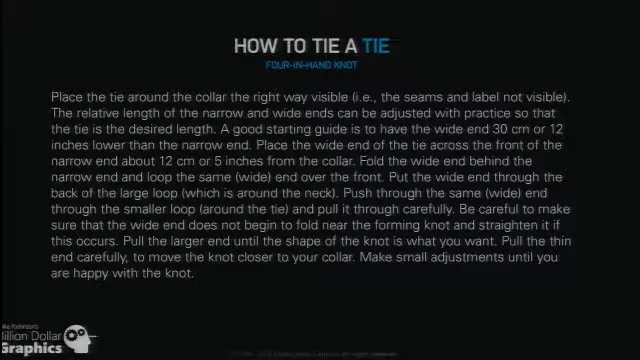 HOW TO TIE A TIE
FOUR-IN-HAND KNOT
Place the tie around the collar the right way visible (i.e., the seams and label not visible).
The relative length of the narrow and wide ends can be adjusted with practice so that
the tie is the desired length. A good starting guide is to have the wide end 30 cm or 12
inches lower than the narrow end. Place the wide end of the tie across the front of the
narrow end about 12 cm or 5 inches from the collar. Fold the wide end behind the
narrow end and loop the same (wide) end over the front. Put the wide end through the
back of the large loop (which is around the neck). Push through the same (wide) end
through the smaller loop (around the tie) and pull it through carefully. Be careful to make
sure that the wide end does not begin to fold near the forming knot and straighten it if
this occurs. Pull the larger end until the shape of the knot is what you want. Pull the thin
end carefully, to move the knot closer to your collar. Make small adjustments until you
are happy with the knot.
ike Parkinson's
illion Dollar
Graphics